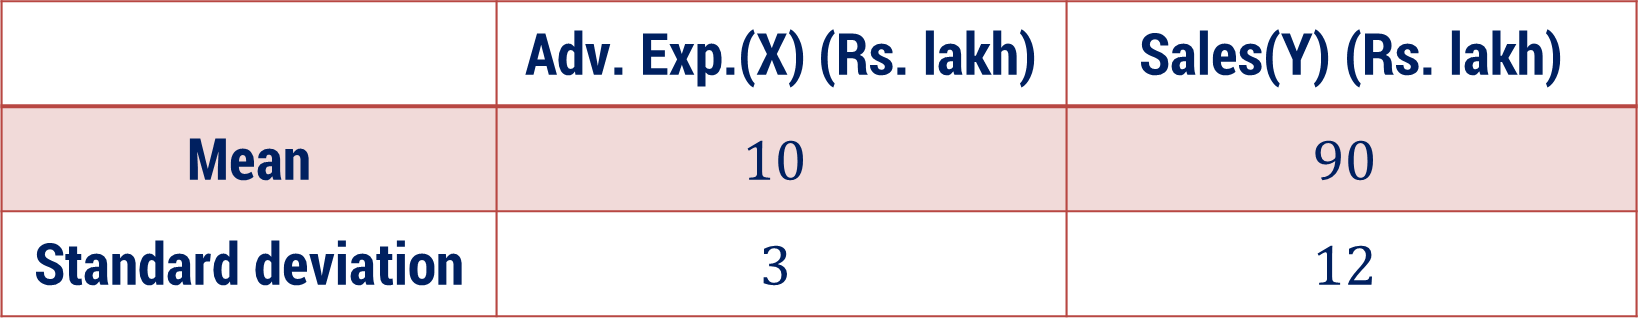 Adv. Exp.(X) (Rs. lakh) Sales(Y) (Rs. lakh)
Mean 10 90
Standard deviation 3 12